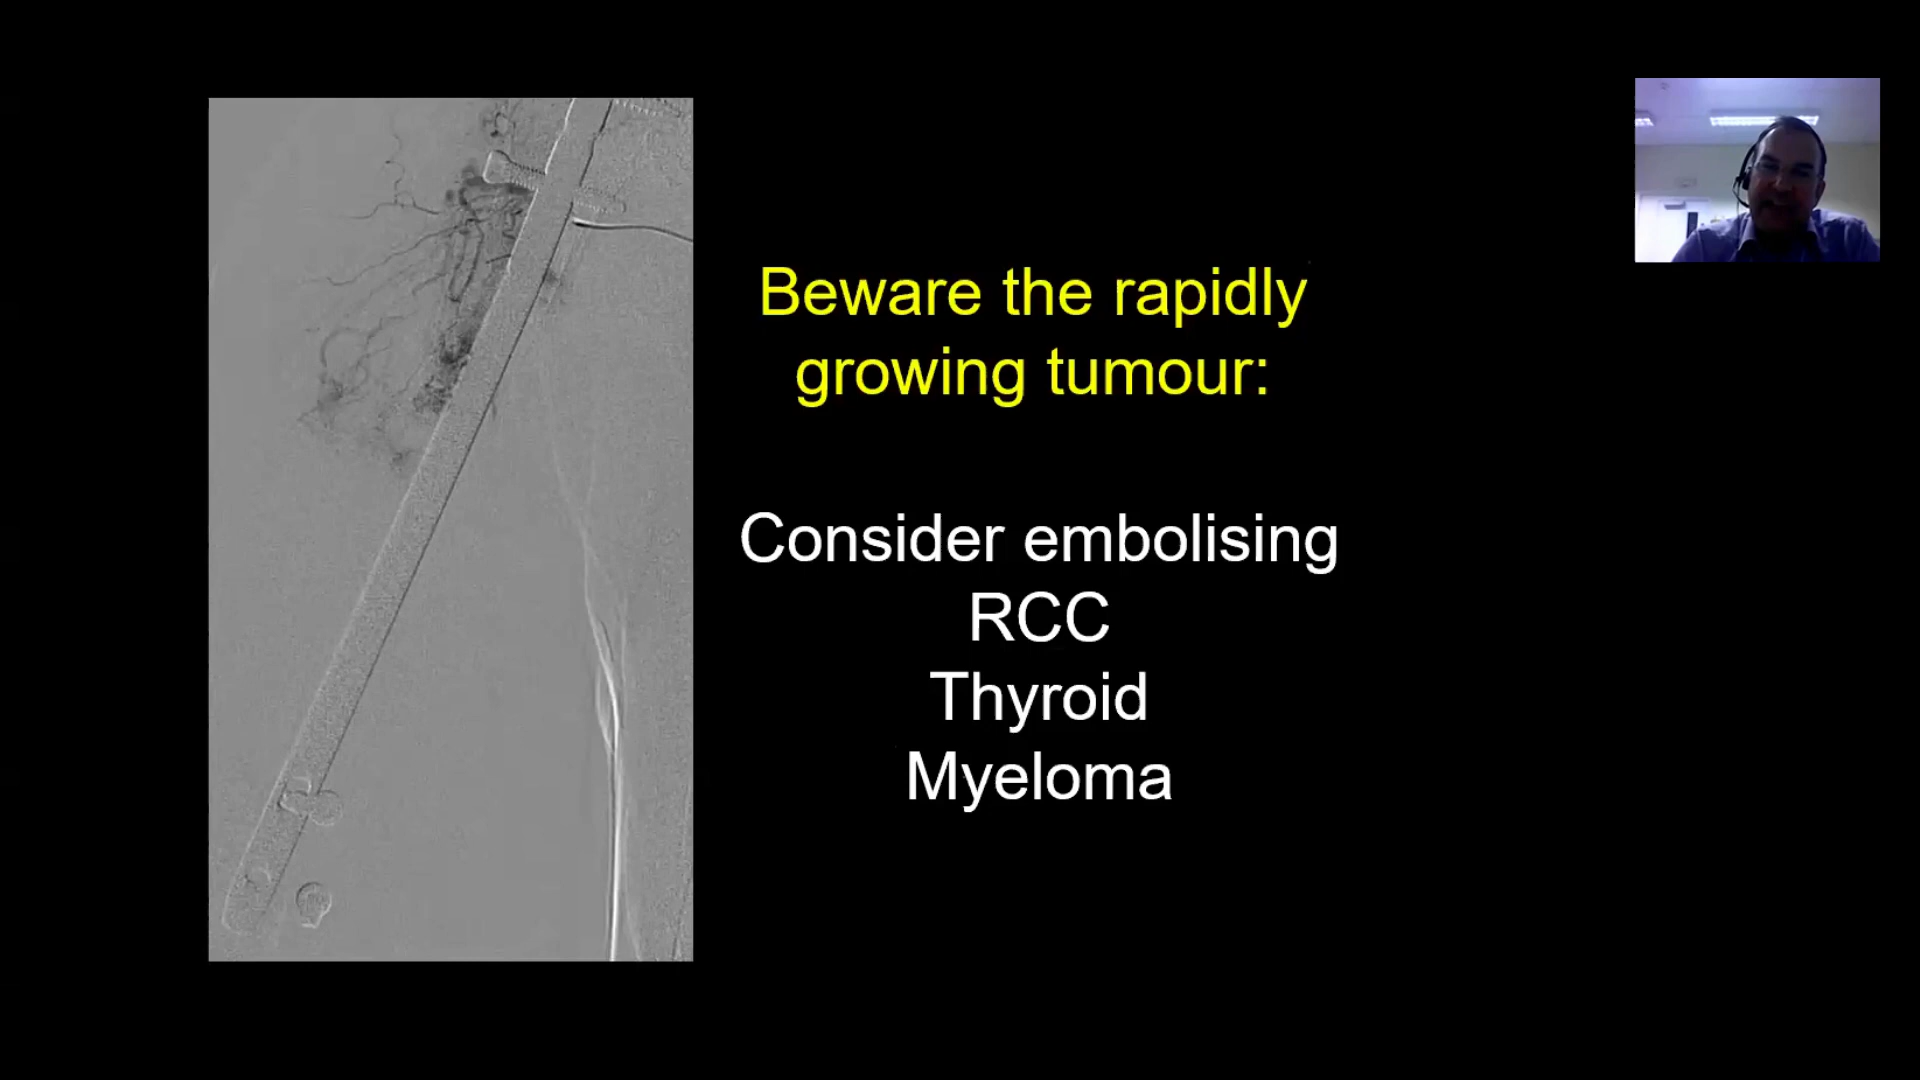 Beware the rapidly
growing tumour:
Consider embolising
RCC
Thyroid
Myeloma